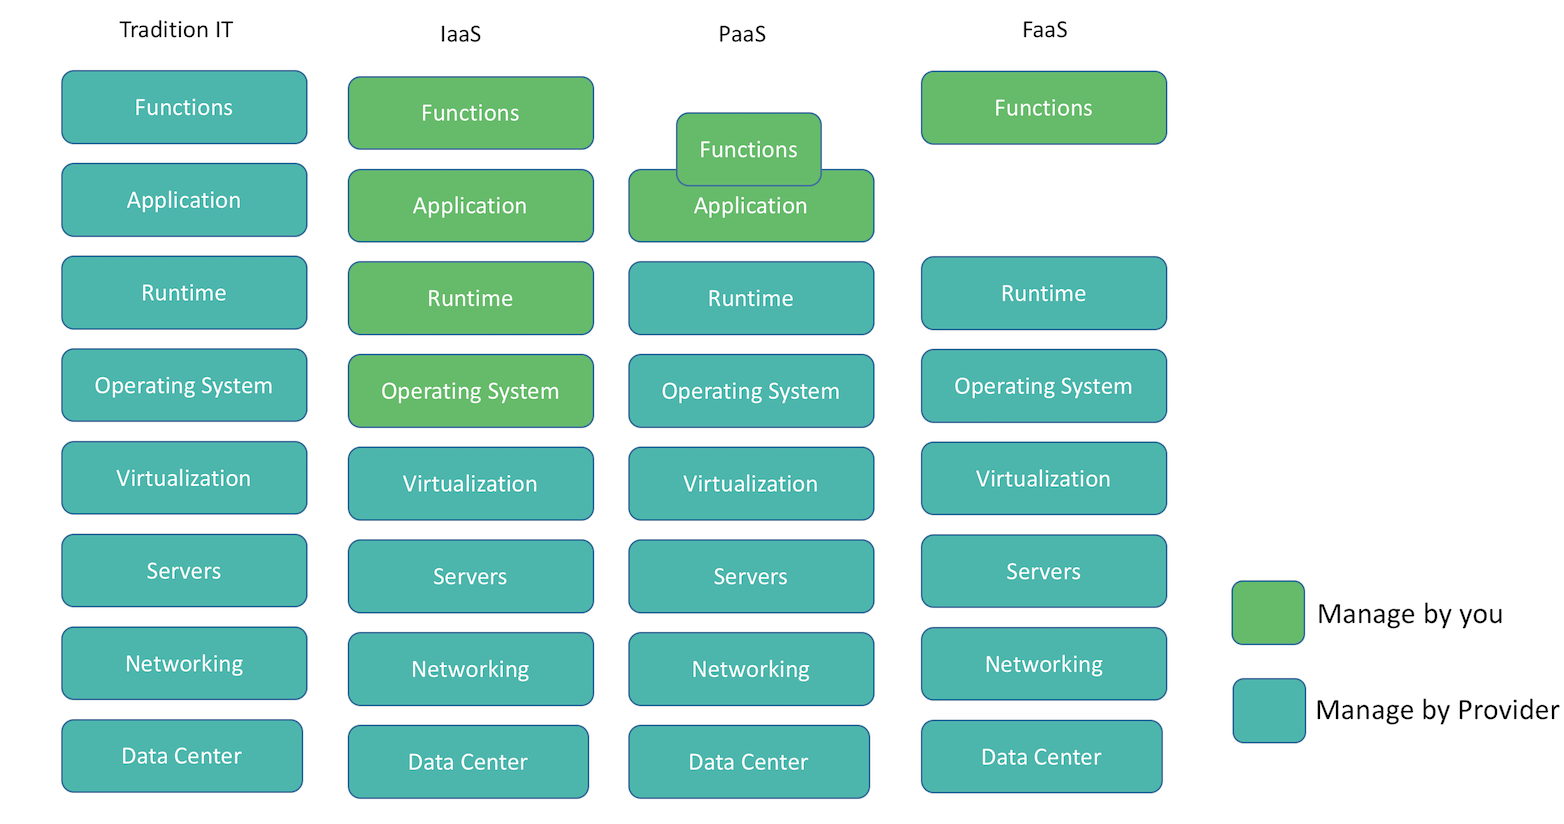 Tradition IT
Functions
Application
Runtime
Operating System
Virtualization
Servers
Networking
Data Center
IaaS
Functions
Application
Runtime
Operating System
Virtualization
Servers
Networking
Data Center
PaaS
Functions
Application
Runtime
Operating System
Virtualization
Servers
Networking
Data Center
FaaS
Functions
Runtime
Operating System
Virtualization
Servers
Networking
Data Center
Manage by you
Manage by Provider